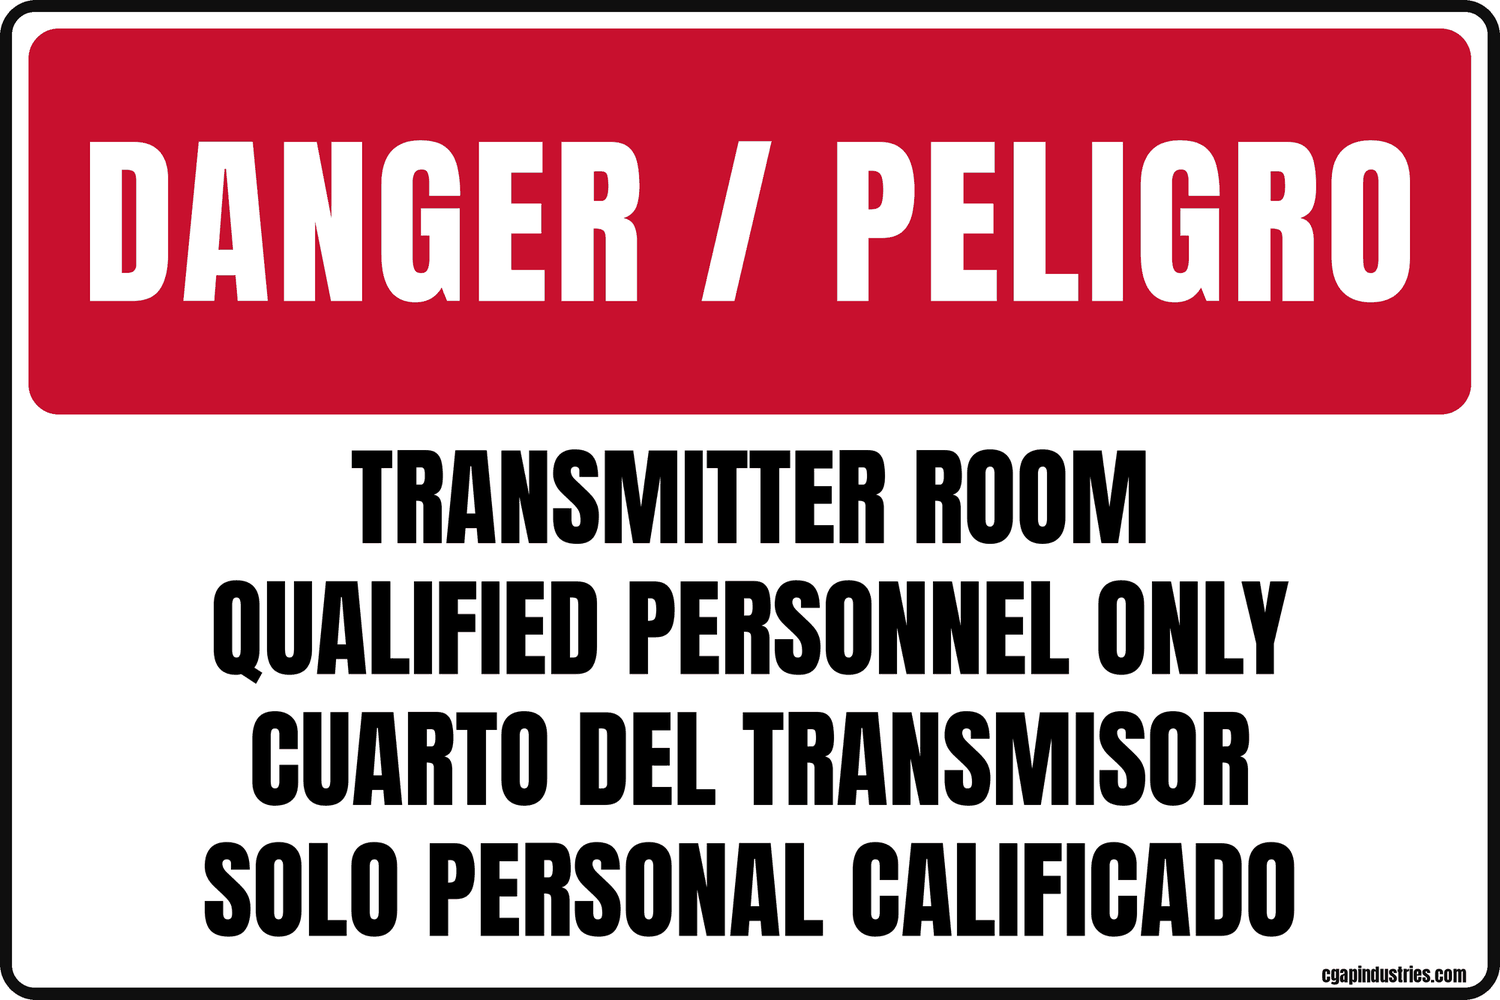 DANGER / PELIGRO
TRANSMITTER ROOM
QUALIFIED PERSONNEL ONLY
CUARTO DEL TRANSMISOR
SOLO PERSONAL CALIFICADO
cgapindustries.com